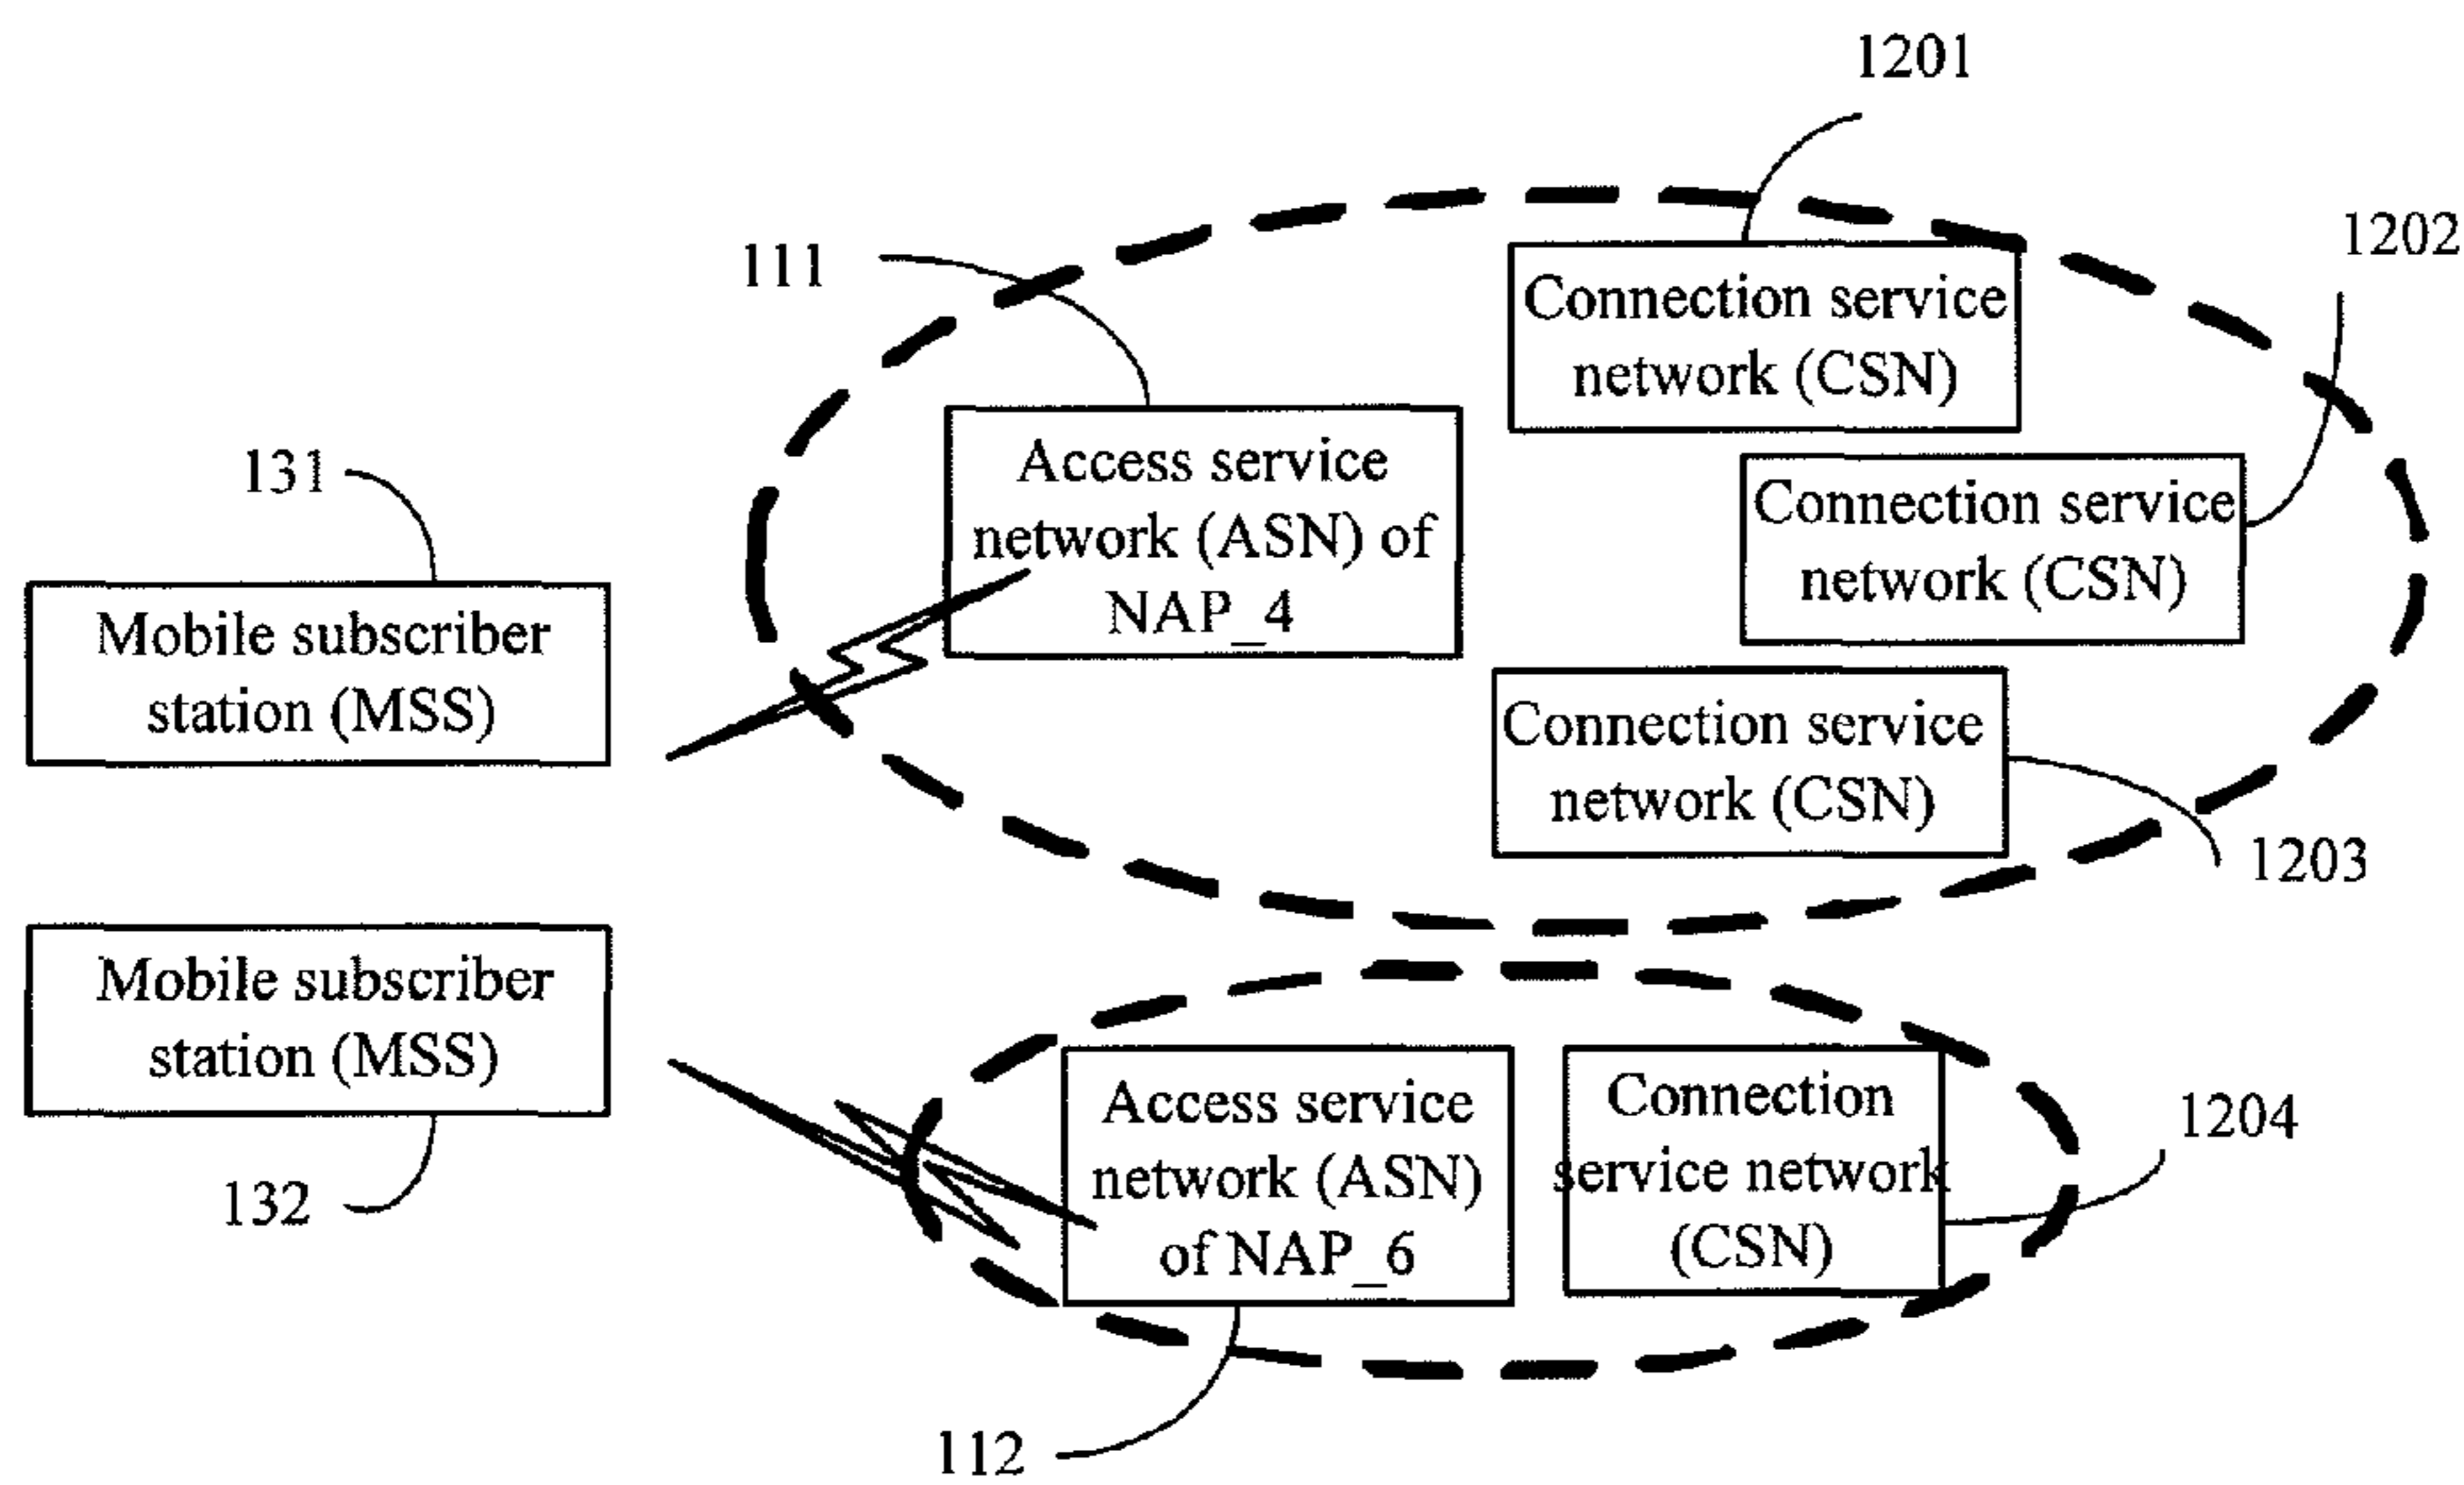 1201
1202
111
Connection service
network (CSN)
131
Access service
network (ASN) of
NAP_4
Connection service
network (CSN)
Mobile subscriber
station (MSS)
Connection service
network (CSN)
1203
Mobile subscriber
station (MSS)
132
Access service
network (ASN)
of NAP_6
Connection
service network
(CSN)
1204
112